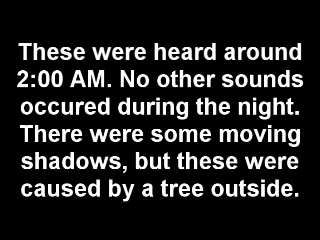 These were heard around
2:00 AM. No other sounds
occured during the night.
There were some moving
shadows, but these were
caused by a tree outside.